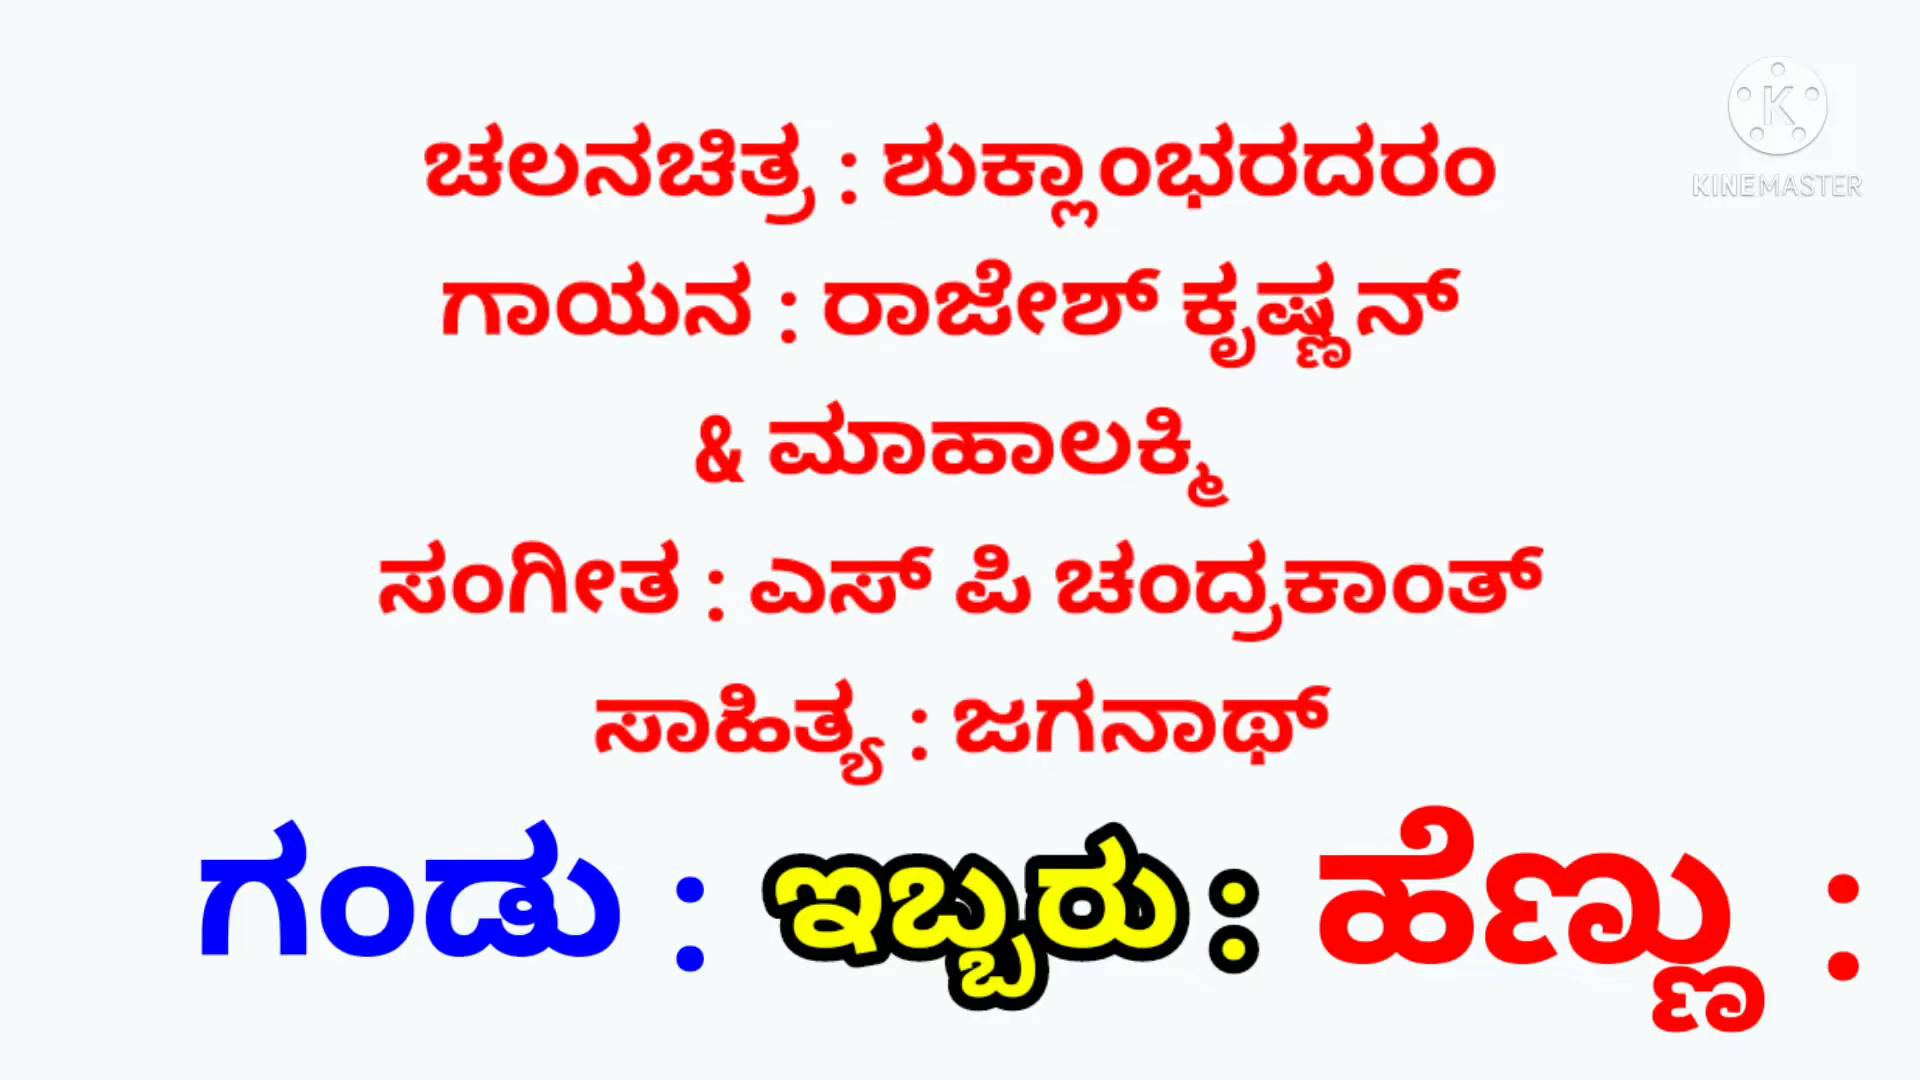 ಚಲನಚಿತ್ರ : ಶುಕ್ಲಾಂಭರದರಂ
KINEMASTER
ಗಾಯನ : ರಾಜೇಶ್ ಕೃಷ್ಣನ್
& ಮಾಹಾಲಕ್ಮಿ
ಸಂಗೀತ : ಎಸ್ ಪಿ ಚಂದ್ರಕಾಂತ್
ಸಾಹಿತ್ಯ : ಜಗನಾಥ್
ಗಂಡು : ಇಬ್ಬರು : ಹೆಣ್ಣು :